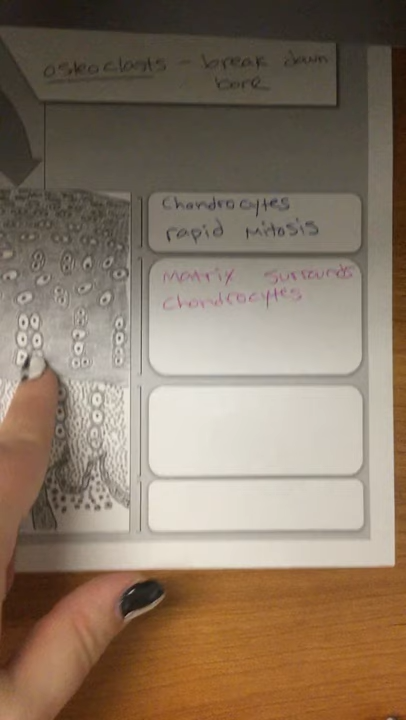 osteoclasts - break down
bone
Chondrocytes
rapid Mitosis
Matrix surrounds
chondrocytes